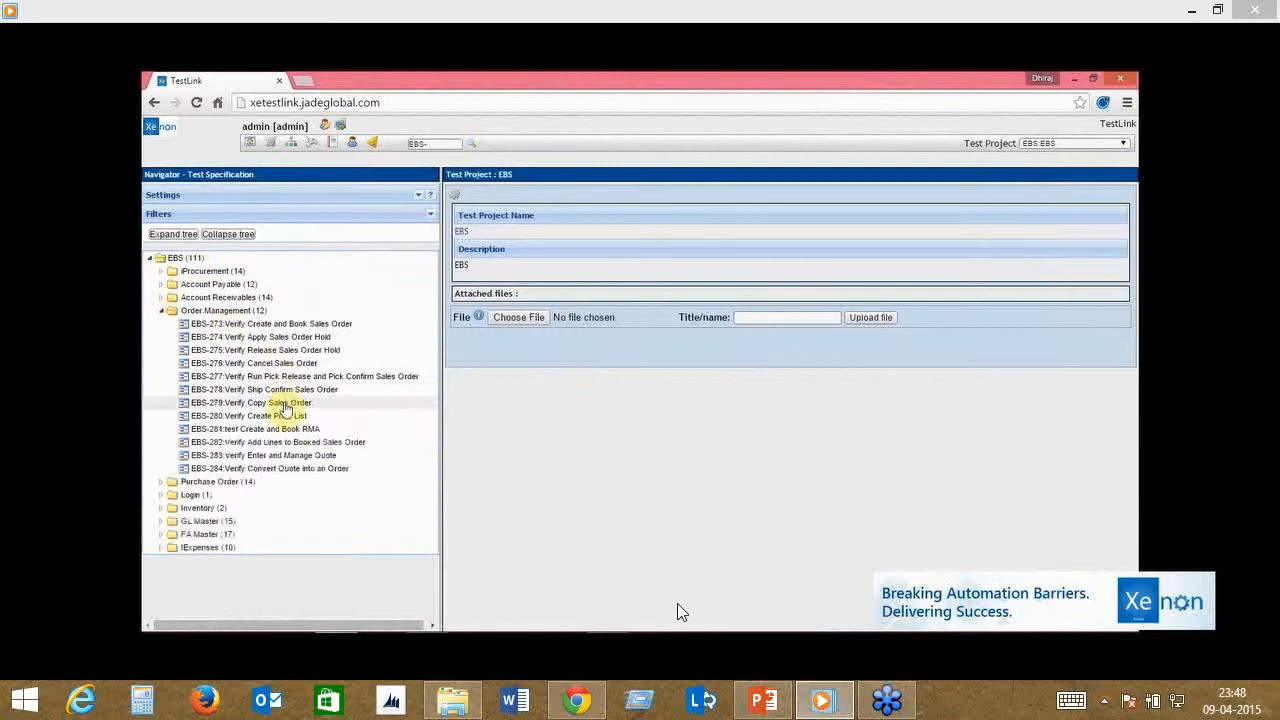 TestLink
Dhiraj
xetestlink.jadeglobal.com
Xenon
admin [admin]
TestLink
EBS-
Test Project
EBS:EBS
Navigator - Test Specification
Test Project : EBS
Settings
?
Filters
Test Project Name
Expand tree
Collapse tree
EBS
Description
EBS (111)
EBS
iProcurement (14)
Account Payable (12)
Attached files :
Account Receivables (14)
Order Management (12)
File
Choose File
No file chosen
Title/name:
Upload file
EBS-273:Verify Create and Book Sales Order
EBS-274:Verify Apply Sales Order Hold
EBS-275:Verify Release Sales Order Hold
EBS-276:Verify Cancel Sales Order
EBS-277:Verify Run Pick Release and Pick Confirm Sales Order
EBS-278:Verify Ship Confirm Sales Order
EBS-279:Verify Copy Sales Order
EBS-280:Verify Create Price List
EBS-281:test Create and Book RMA
EBS-282:Verify Add Lines to Booked Sales Order
EBS-283:Verify Enter and Manage Quote
EBS-284:Verify Convert Quote into an Order
Purchase Order (14)
Login (1)
Inventory (2)
GL Master (15)
FA Master (17)
IExpenses (10)
Breaking Automation Barriers.
Delivering Success.
Xenon
23:48
09-04-2015